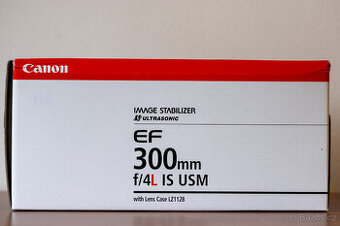 Canon
IMAGE STABILIZER
ULTRASONIC
EF
300mm
f/4L IS USM
with Lens Case LZ1128